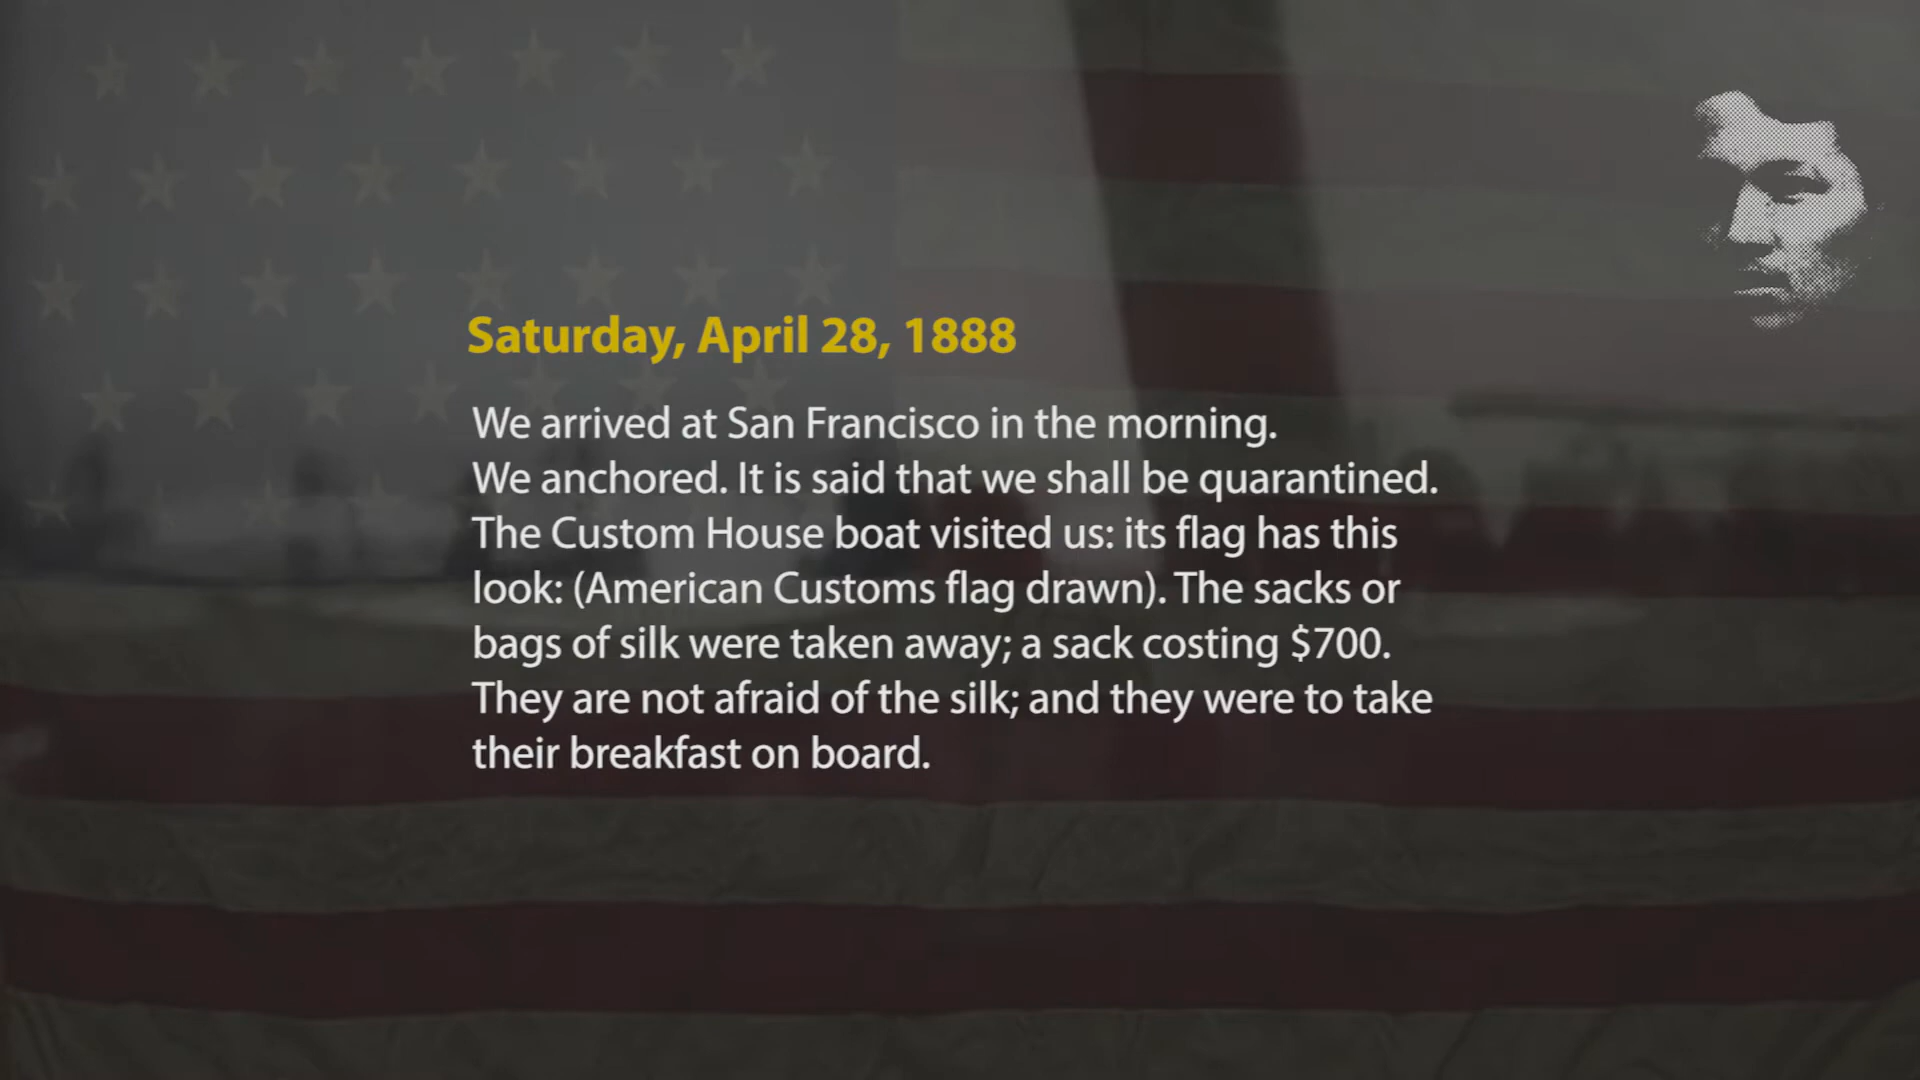 Saturday, April 28, 1888
We arrived at San Francisco in the morning.
We anchored. It is said that we shall be quarantined.
The Custom House boat visited us: its flag has this
look: (American Customs flag drawn). The sacks or
bags of silk were taken away; a sack costing $700.
They are not afraid of the silk; and they were to take
their breakfast on board.